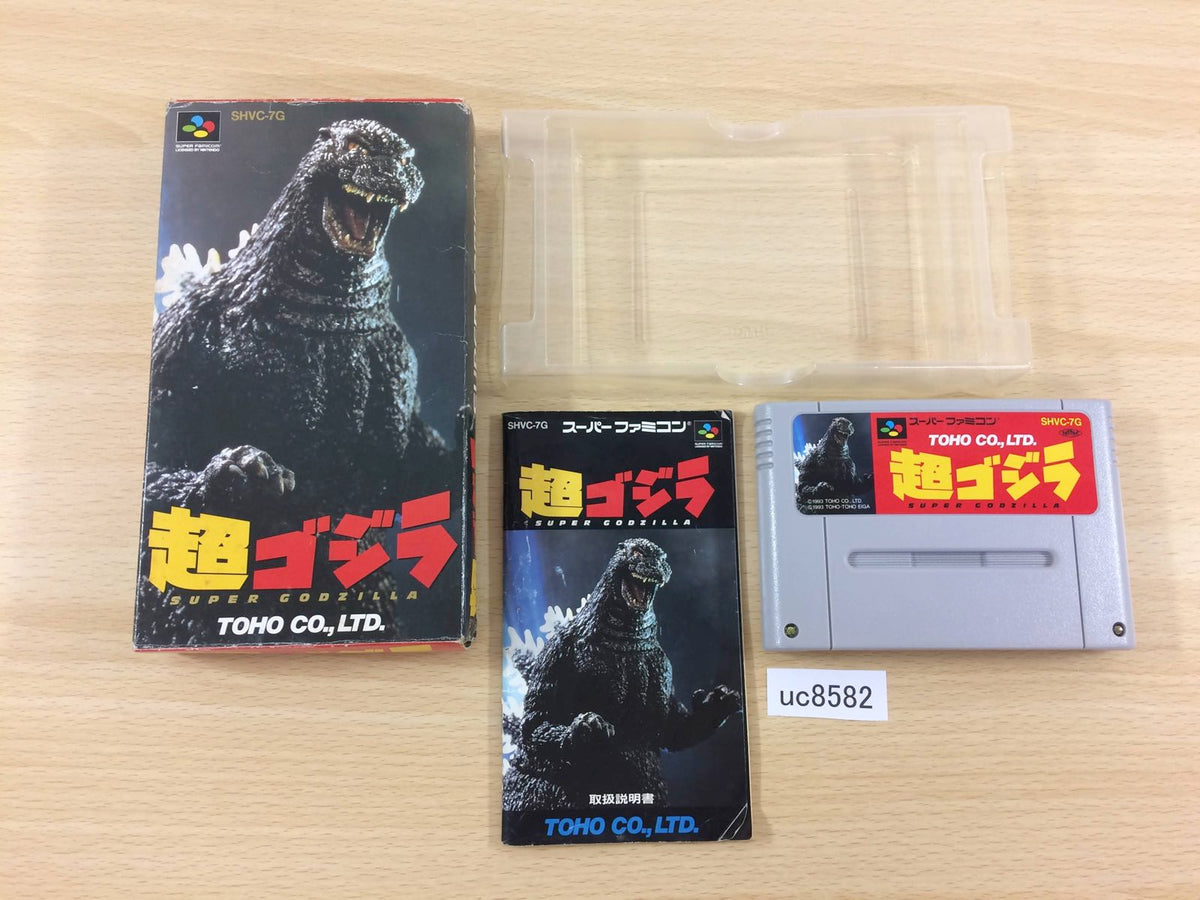 SHVC-7G
SUPER FAMICOM
LICENSED BY NINTENDO
超ゴジラ
SUPER GODZILLA
TOHO CO., LTD.
SHVC-7G
スーパーファミコン
超ゴジラ
SUPER GODZILLA
取扱説明書
TOHO CO., LTD.
SHVC-7G
スーパーファミコン
TOHO CO., LTD.
超ゴジラ
SUPER GODZILLA
©1993 TOHO CO., LTD.
©1993 TOHO・TOHO EIGA
uc8582